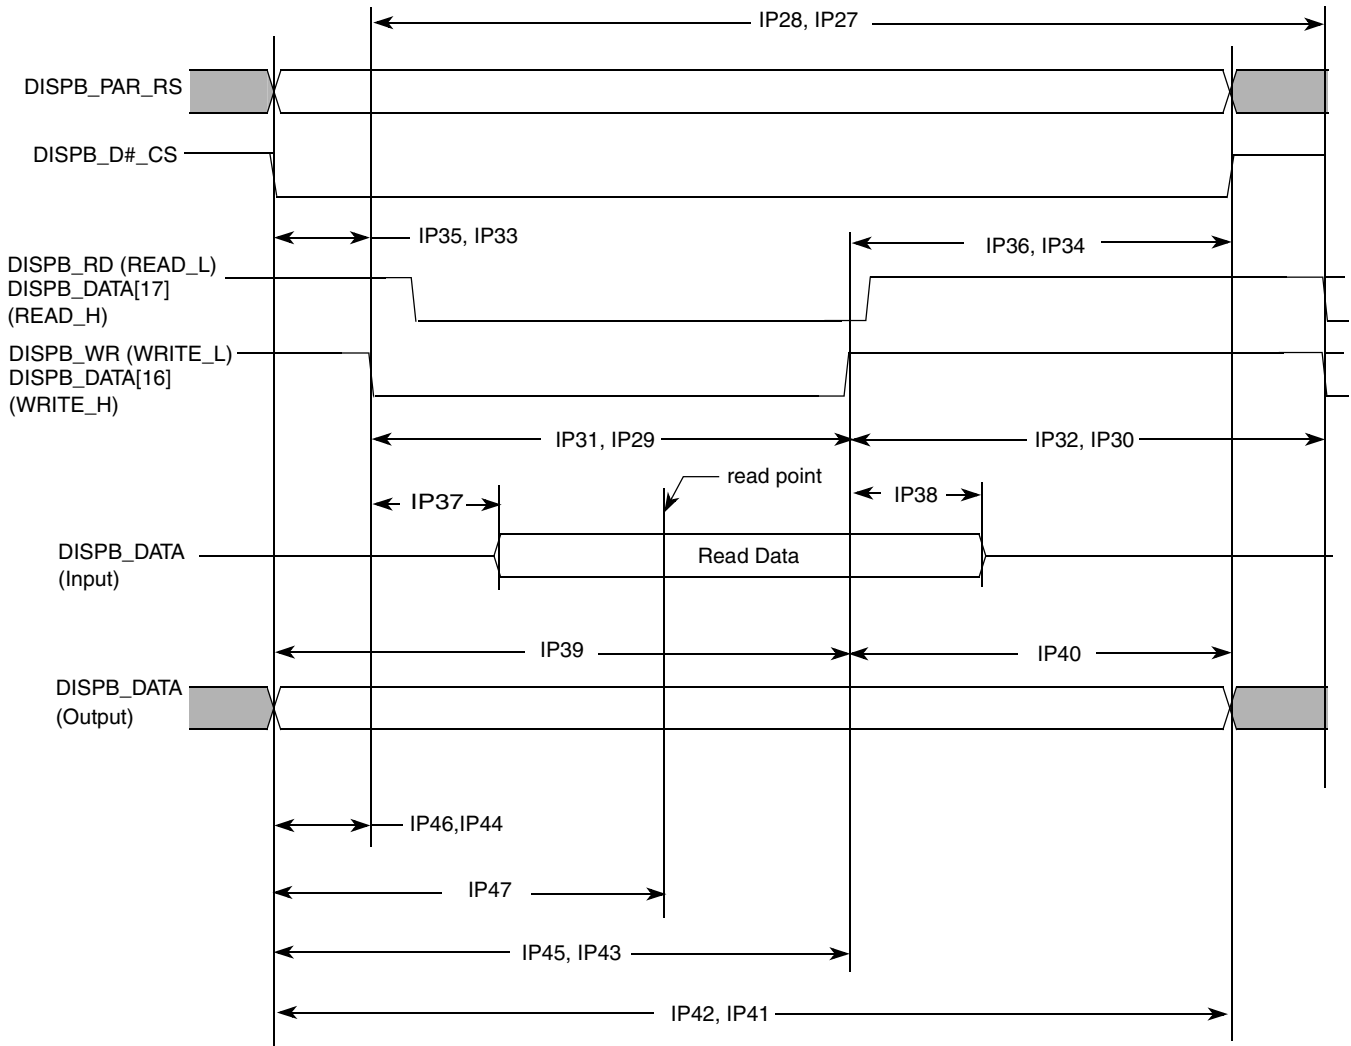 IP28, IP27
DISPB_PAR_RS
DISPB_D#_CS
IP35, IP33
IP36, IP34
DISPB_RD (READ_L)
DISPB_DATA[17]
(READ_H)
DISPB_WR (WRITE_L)
DISPB_DATA[16]
(WRITE_H)
IP31, IP29
IP32, IP30
read point
IP37
IP38
DISPB_DATA
(Input)
Read Data
IP39
IP40
DISPB_DATA
(Output)
IP46,IP44
IP47
IP45, IP43
IP42, IP41